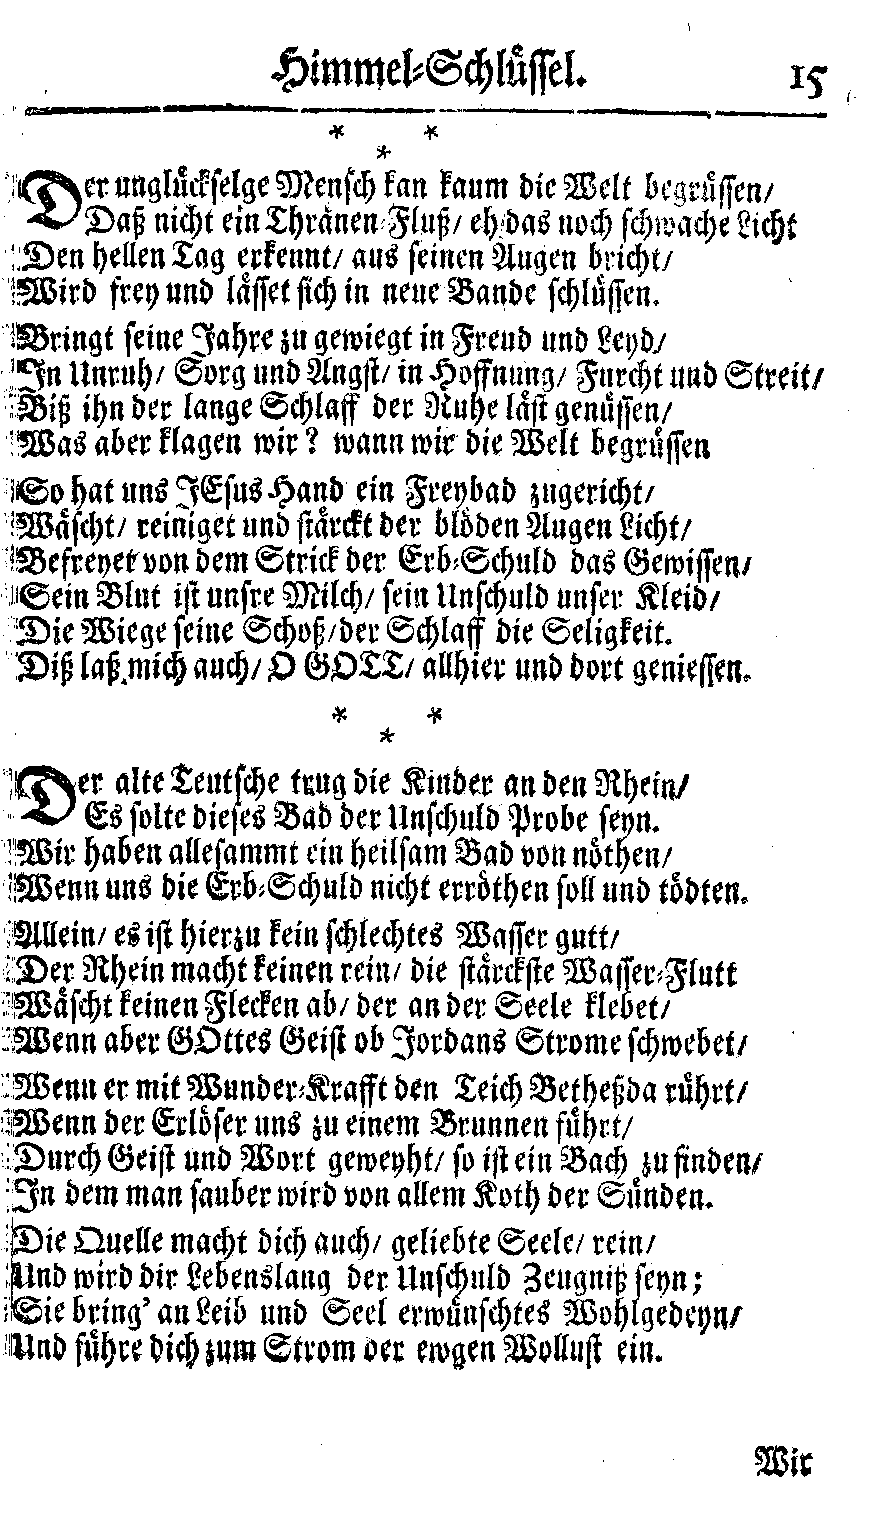 Himmel-Schlüssel. 15
* *
*
Der unglückselge Mensch kan kaum die Welt begrüssen/
Daß nicht ein Thränen-Fluß/ eh das noch schwache Licht
Den hellen Tag erkennt/ aus seinen Augen bricht/
Wird frey und lässet sich in neue Bande schlüssen.
Bringt seine Jahre zu gewiegt in Freud und Leyd/
In Unruh/ Sorg und Angst/ in Hoffnung/ Furcht und Streit/
Biß ihn der lange Schlaff der Ruhe läst genüssen/
Was aber klagen wir? wann wir die Welt begrüssen
So hat uns JEsus Hand ein Freybad zugericht/
Wäscht/ reiniget und stärckt der blöden Augen Licht/
Befreyet von dem Strick der Erb-Schuld das Gewissen/
Sein Blut ist unsre Milch/ sein Unschuld unser Kleid/
Die Wiege seine Schoß/ der Schlaff die Seligkeit.
Diß laß mich auch/ O GOTT/ allhier und dort geniessen.
* *
*
Der alte Teutsche trug die Kinder an den Rhein/
Es solte dieses Bad der Unschuld Probe seyn.
Wir haben allesammt ein heilsam Bad von nöthen/
Wenn uns die Erb-Schuld nicht erröthen soll und tödten.
Allein/ es ist hierzu kein schlechtes Wasser gutt/
Der Rhein macht keinen rein/ die stärckste Wasser-Flutt
Wäscht keinen Flecken ab/ der an der Seele klebet/
Wenn aber GOttes Geist ob Jordans Strome schwebet/
Wenn er mit Wunder-Krafft den Teich Betheßda rührt/
Wenn der Erlöser uns zu einem Brunnen führt/
Durch Geist und Wort geweyht/ so ist ein Bach zu finden/
In dem man sauber wird von allem Koth der Sünden.
Die Quelle macht dich auch/ geliebte Seele/ rein/
Und wird dir Lebenslang der Unschuld Zeugniß seyn;
Sie bring' an Leib und Seel erwünschtes Wohlgedeyn/
Und führe dich zum Strom der ewgen Wollust ein.
Wir